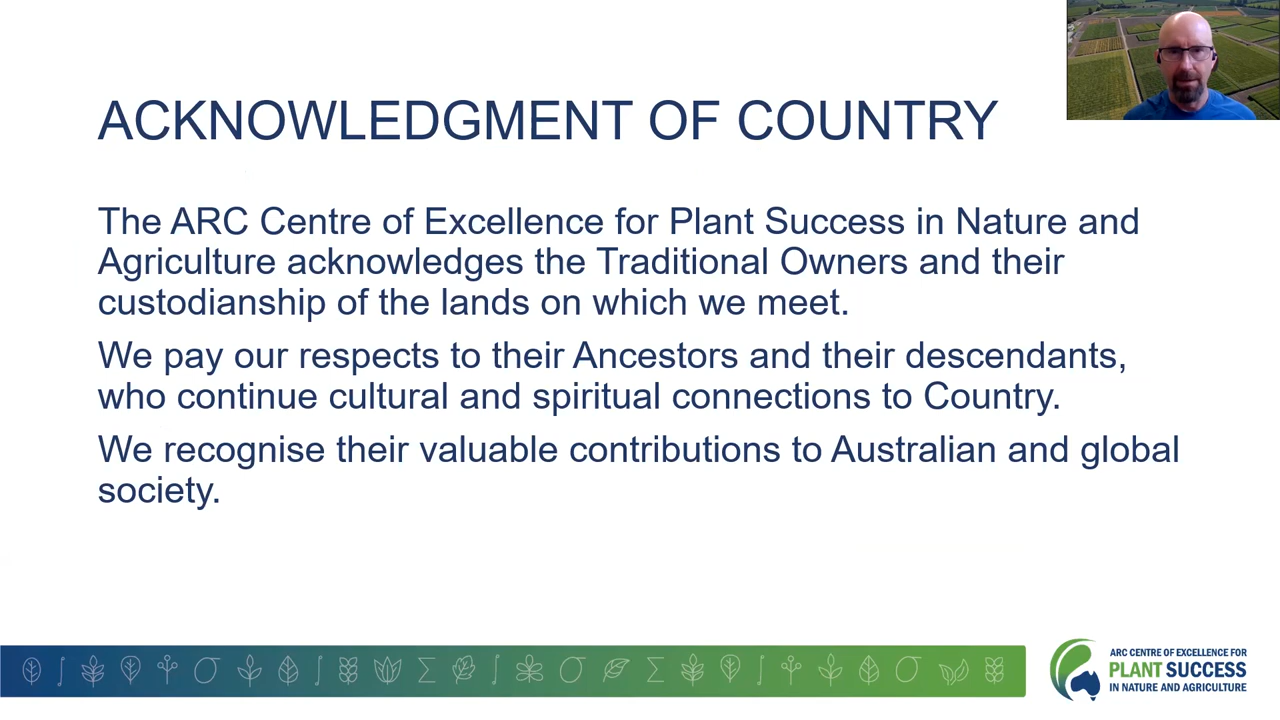 ACKNOWLEDGMENT OF COUNTRY
The ARC Centre of Excellence for Plant Success in Nature and
Agriculture acknowledges the Traditional Owners and their
custodianship of the lands on which we meet.
We pay our respects to their Ancestors and their descendants,
who continue cultural and spiritual connections to Country.
We recognise their valuable contributions to Australian and global
society.
ARC CENTRE OF EXCELLENCE FOR
PLANT SUCCESS
IN NATURE AND AGRICULTURE